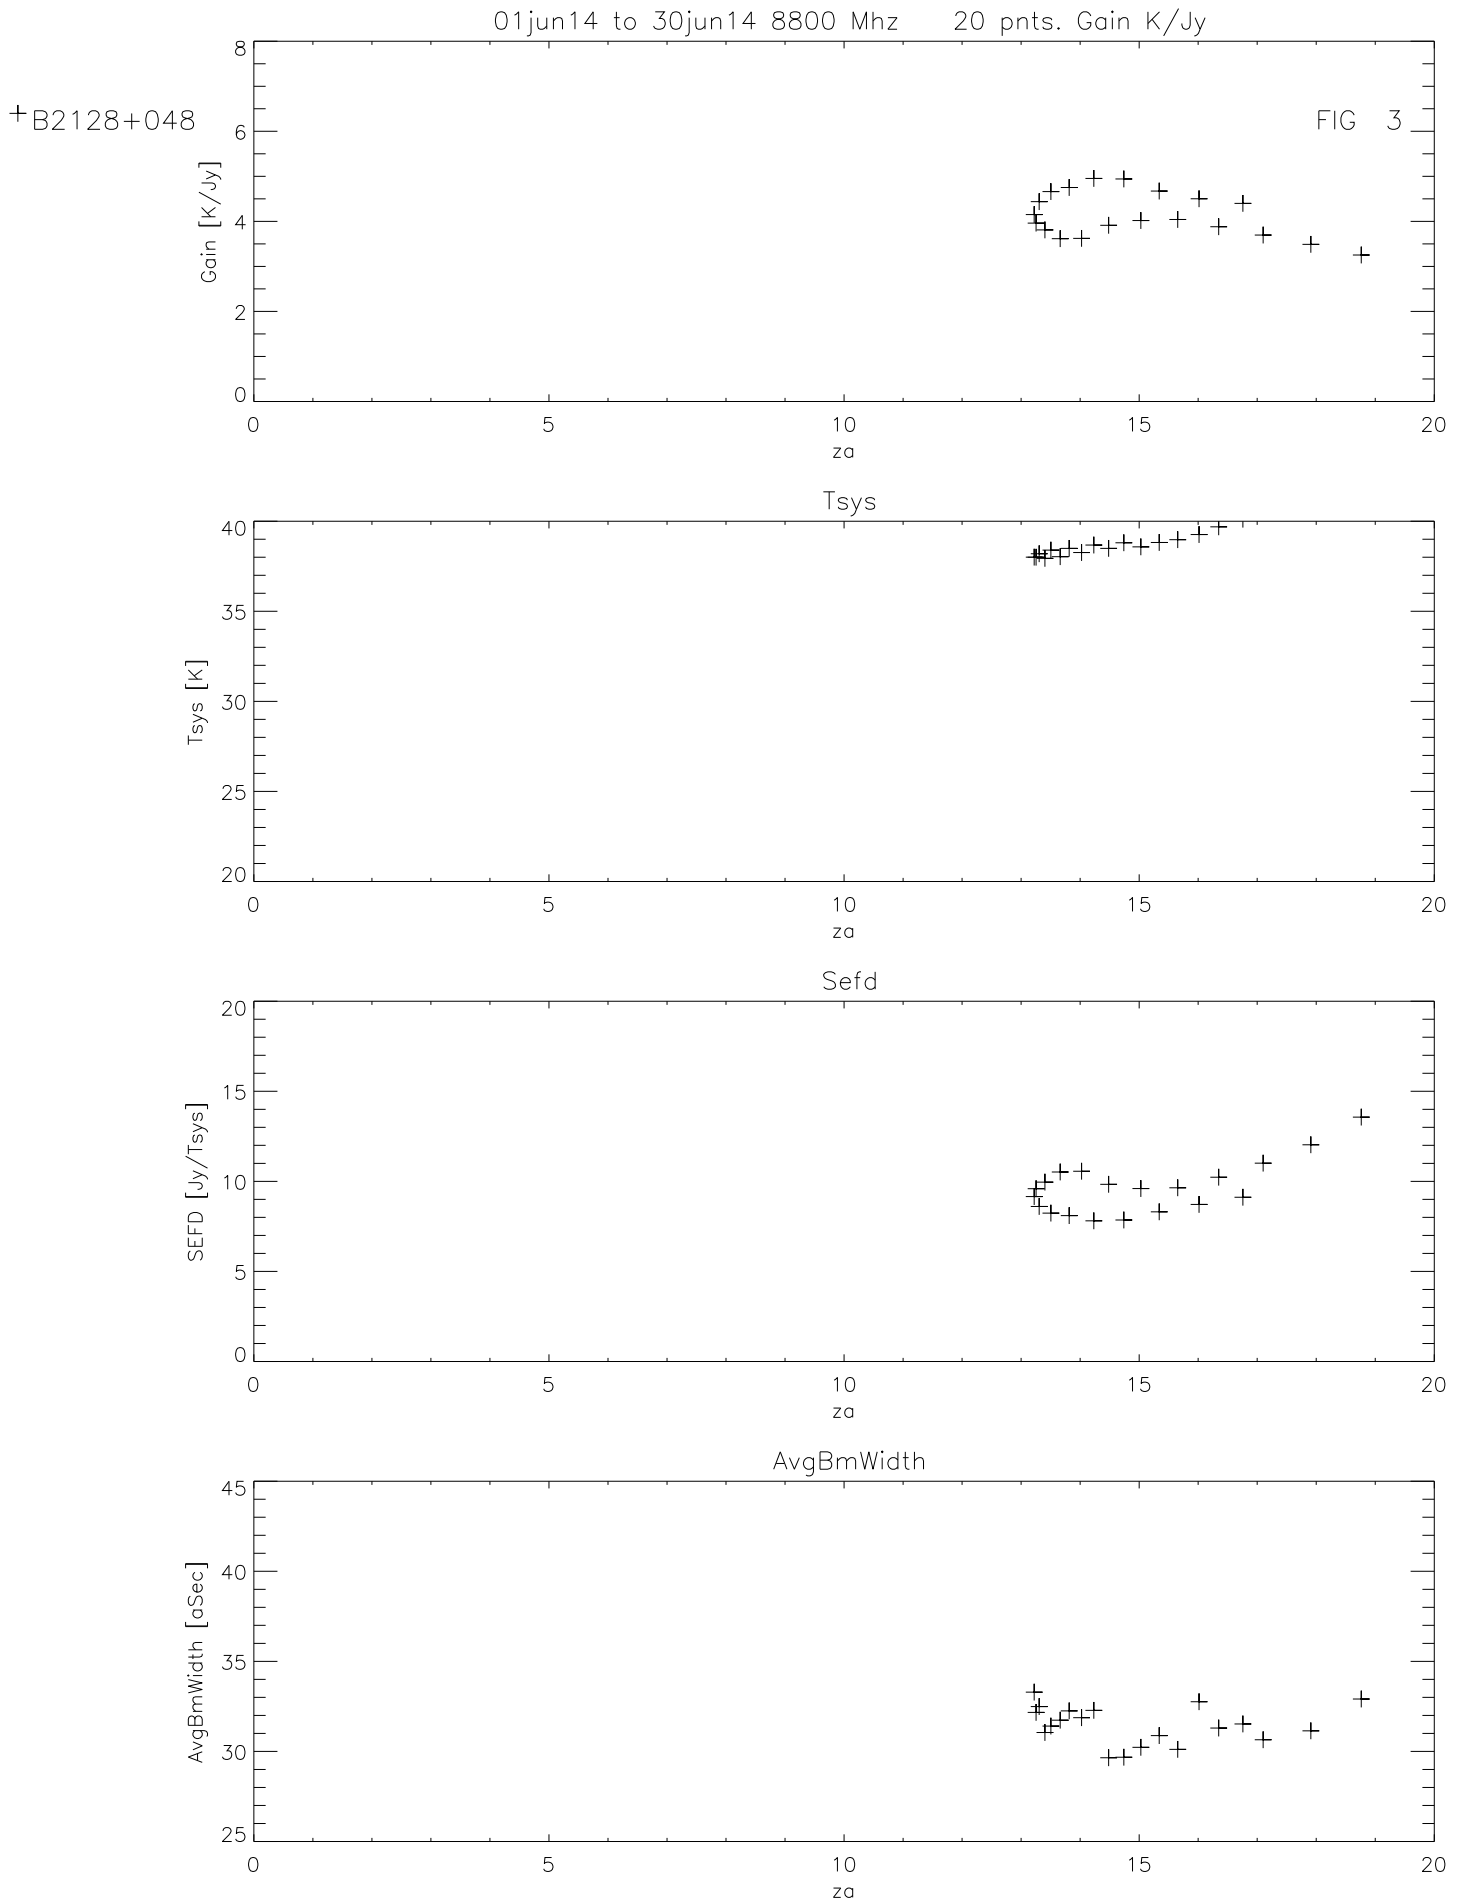 01jun14 to 30jun14 8800 Mhz 20 pnts. Gain K/Jy
+B2128+048
FIG 3
Gain [K/Jy]
8
6
4
2
0
0 5 10 15 20
za
Tsys
Tsys [K]
40
35
30
25
20
0 5 10 15 20
za
Sefd
SEFD [Jy/Tsys]
20
15
10
5
0
0 5 10 15 20
za
AvgBmWidth
AvgBmWidth [aSec]
45
40
35
30
25
0 5 10 15 20
za